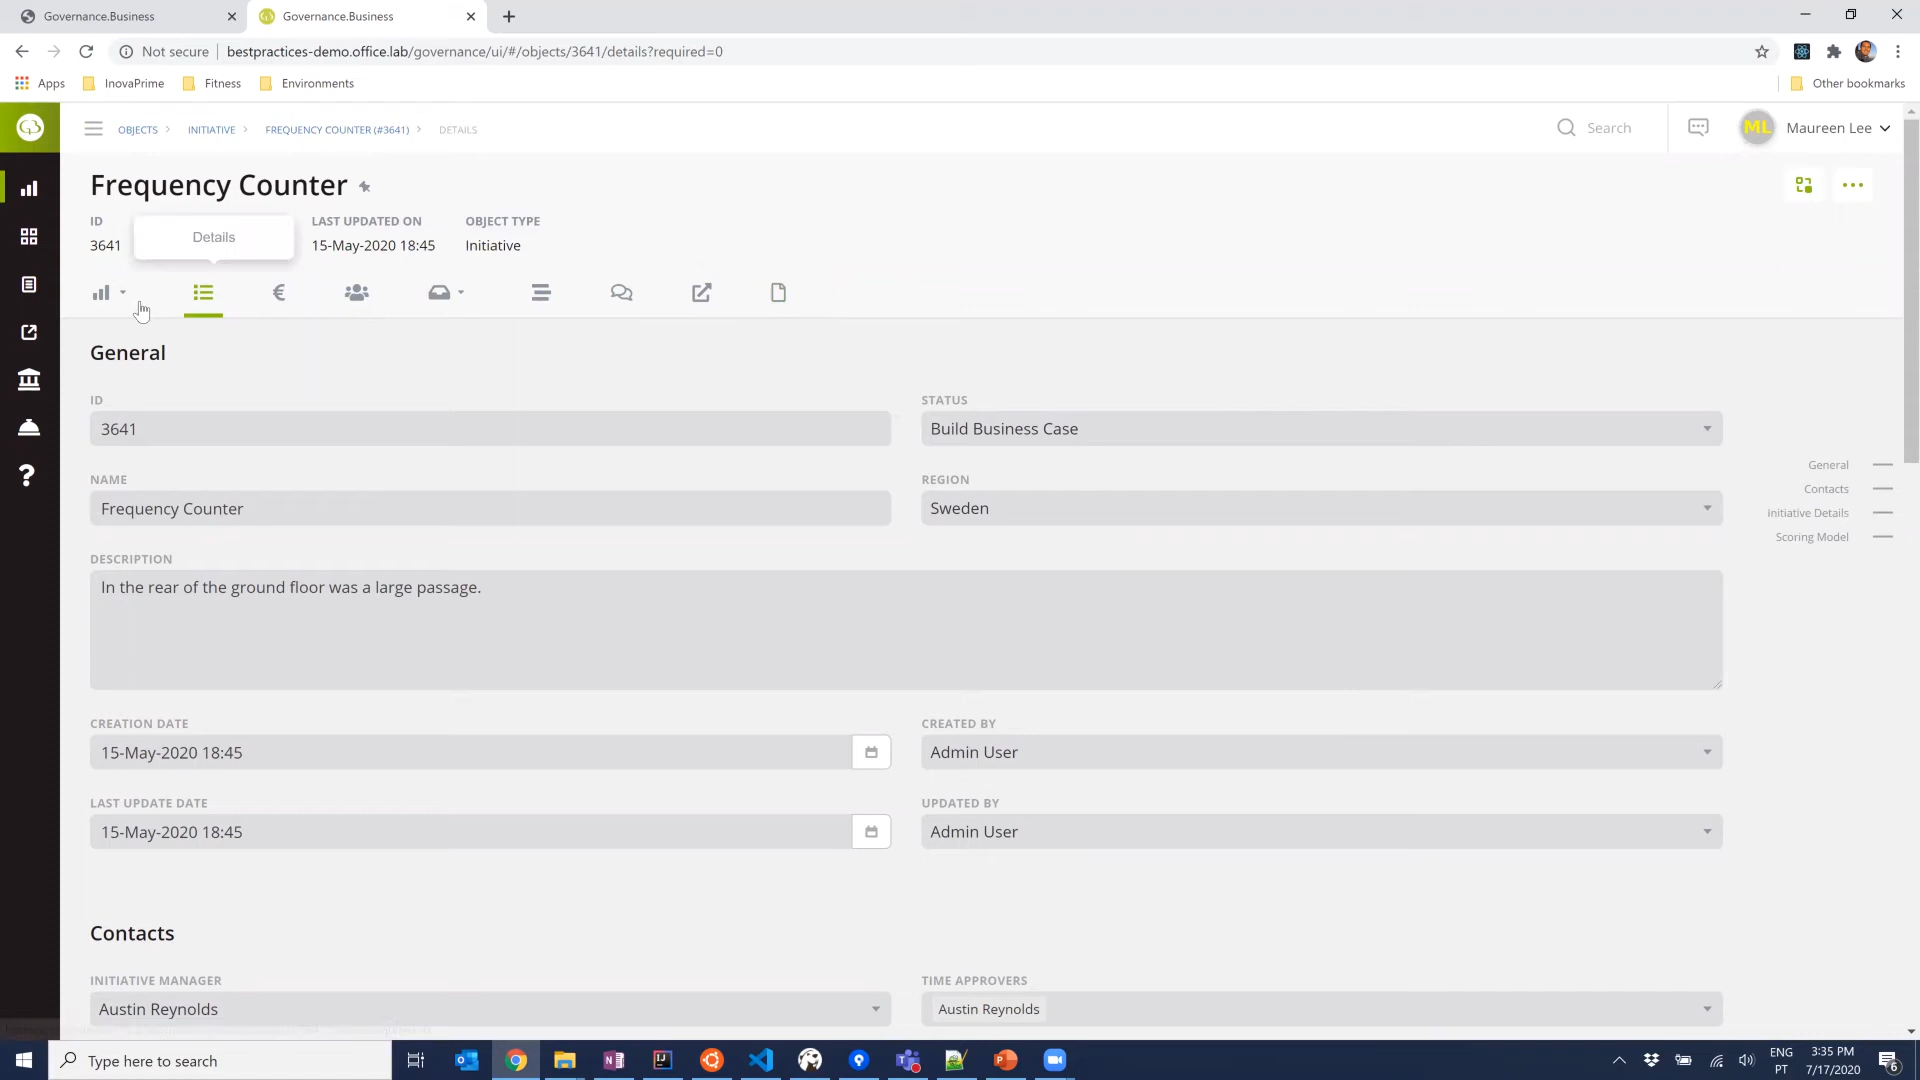 Governance.Business
Governance.Business
Not secure bestpractices-demo.office.lab/governance/ui/#/objects/3641/details?required=0
Apps InovaPrime Fitness Environments Other bookmarks
OBJECTS INITIATIVE FREQUENCY COUNTER (#3641) DETAILS Search ML Maureen Lee
Frequency Counter
ID LAST UPDATED ON OBJECT TYPE
3641 Details 15-May-2020 18:45 Initiative
General
ID STATUS
3641 Build Business Case
NAME REGION
Frequency Counter Sweden
General
Contacts
Initiative Details
Scoring Model
DESCRIPTION
In the rear of the ground floor was a large passage.
CREATION DATE CREATED BY
15-May-2020 18:45 Admin User
LAST UPDATE DATE UPDATED BY
15-May-2020 18:45 Admin User
Contacts
INITIATIVE MANAGER TIME APPROVERS
Austin Reynolds Austin Reynolds
Type here to search
ENG 3:35 PM
PT 7/17/2020 6